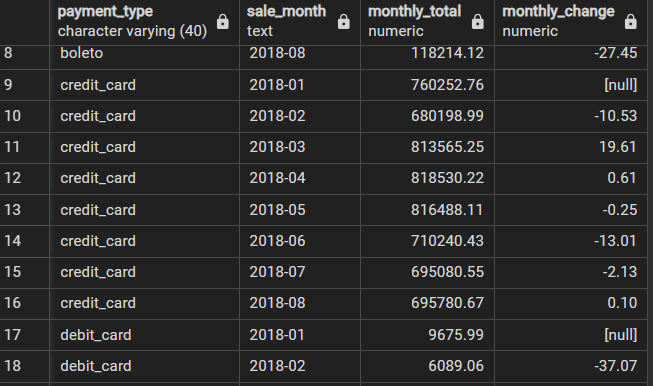 payment_type sale_month monthly_total monthly_change
character varying (40) text numeric numeric
8 boleto 2018-08 118214.12 -27.45
9 credit_card 2018-01 760252.76 [null]
10 credit_card 2018-02 680198.99 -10.53
11 credit_card 2018-03 813565.25 19.61
12 credit_card 2018-04 818530.22 0.61
13 credit_card 2018-05 816488.11 -0.25
14 credit_card 2018-06 710240.43 -13.01
15 credit_card 2018-07 695080.55 -2.13
16 credit_card 2018-08 695780.67 0.10
17 debit_card 2018-01 9675.99 [null]
18 debit_card 2018-02 6089.06 -37.07